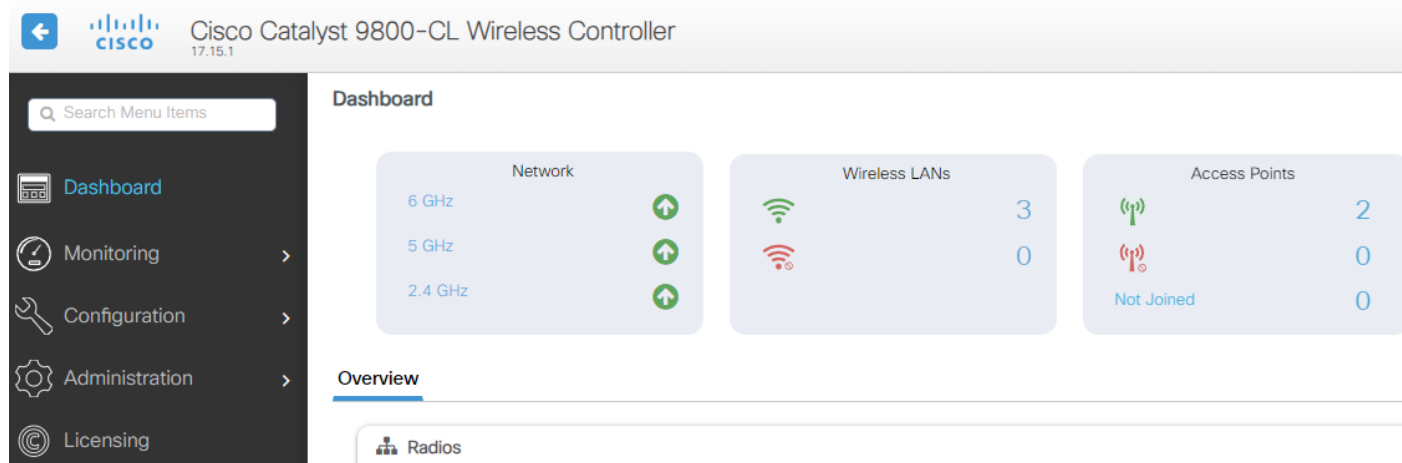 CISCO
Cisco Catalyst 9800-CL Wireless Controller
17.15.1
Search Menu Items
Dashboard
Monitoring
Configuration
Administration
Licensing
Dashboard
Network
6 GHz
5 GHz
2.4 GHz
Wireless LANs
3
0
Access Points
2
0
Not Joined 0
Overview
Radios